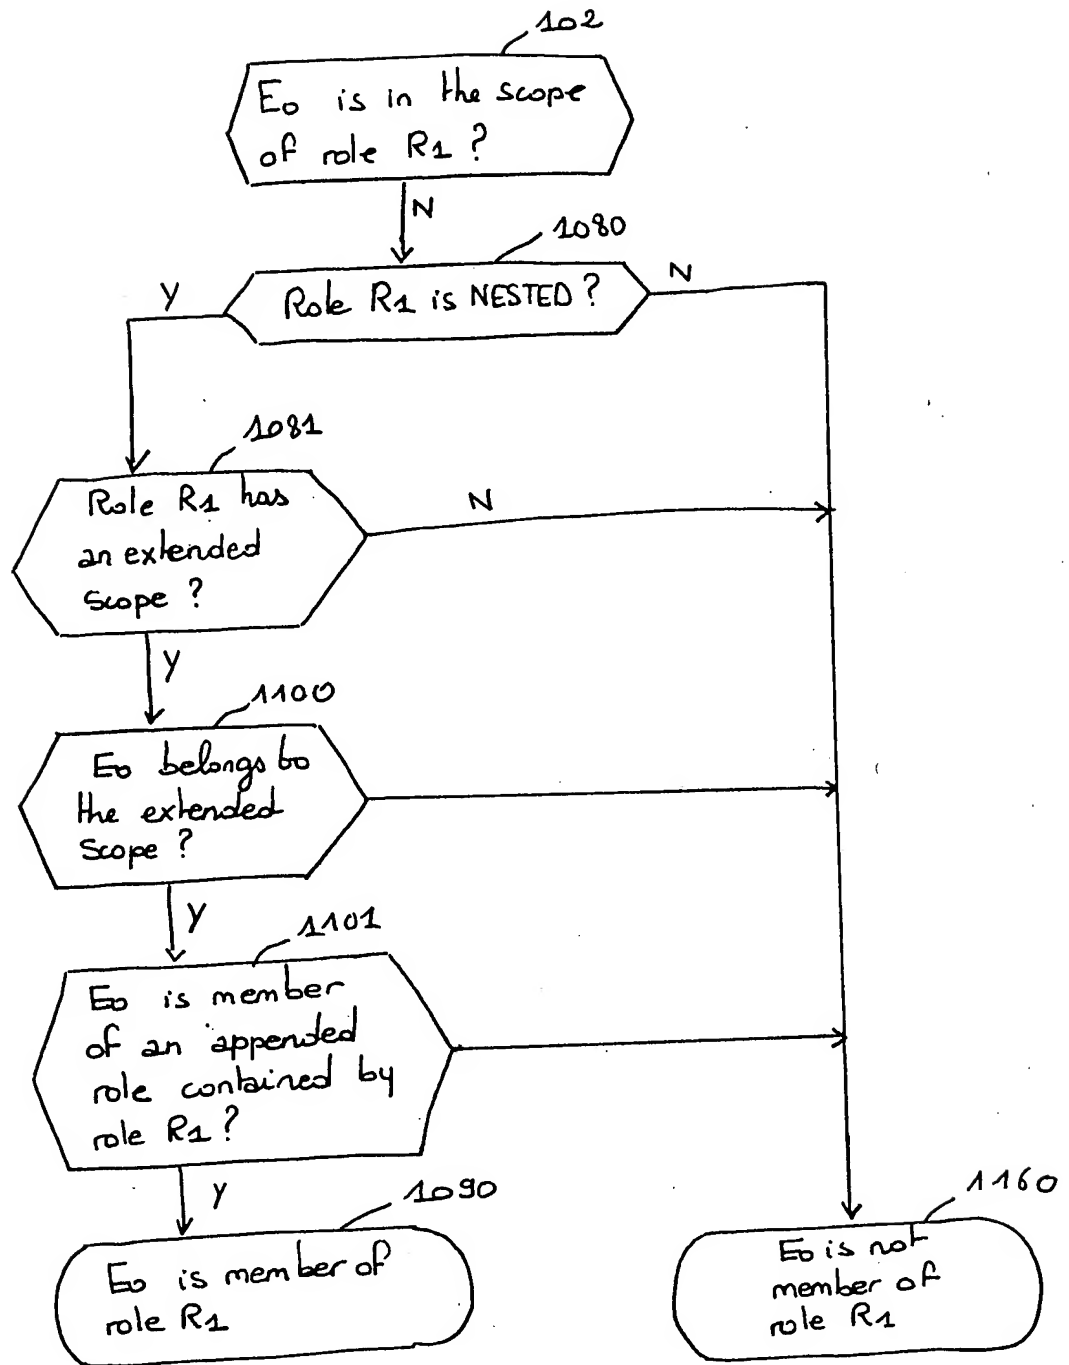 102
E0 is in the scope
of role R1 ?
N
1080
Role R1 is NESTED ?
Y
N
1081
Role R1 has
an extended
scope ?
N
Y
1100
E0 belongs to
the extended
scope ?
Y
1101
E0 is member
of an appended
role contained by
role R1 ?
Y
1090
E0 is member of
role R1
1160
E0 is not
member of
role R1